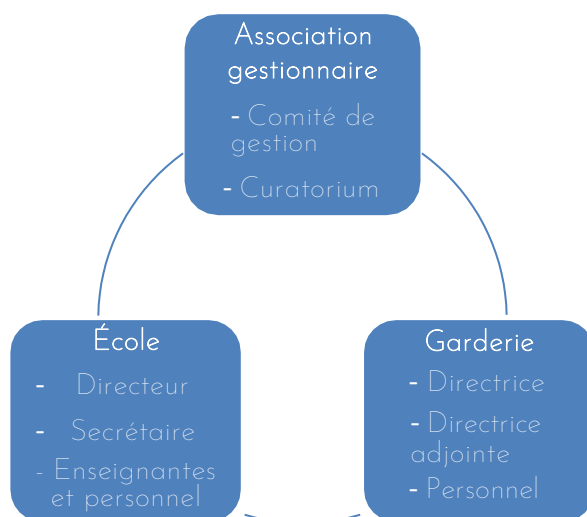 Association
gestionnaire
- Comité de
gestion
- Curatorium
École
- Directeur
- Secrétaire
- Enseignantes
et personnel
Garderie
- Directrice
- Directrice
adjointe
- Personnel